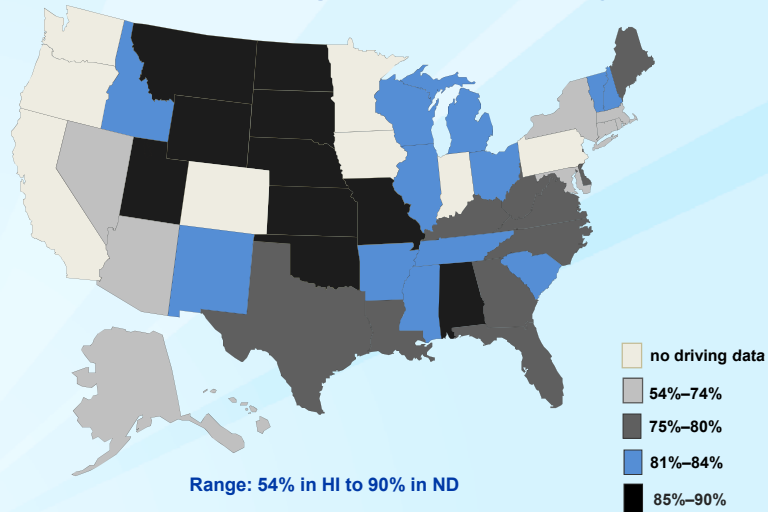 no driving data
54%–74%
75%–80%
81%–84%
85%–90%
Range: 54% in HI to 90% in ND